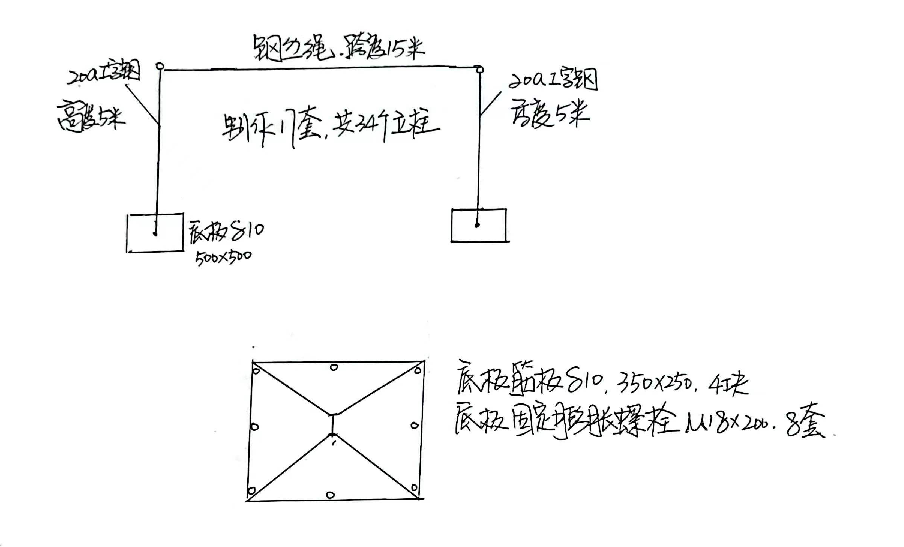 钢丝绳.跨度15米
20a工字钢
高度5米
20a工字钢
高度5米
制作17套,共34个立柱
底板δ10
500×500
底板筋板δ10.350×250.4块
底板固定膨胀螺栓M18×200.8套